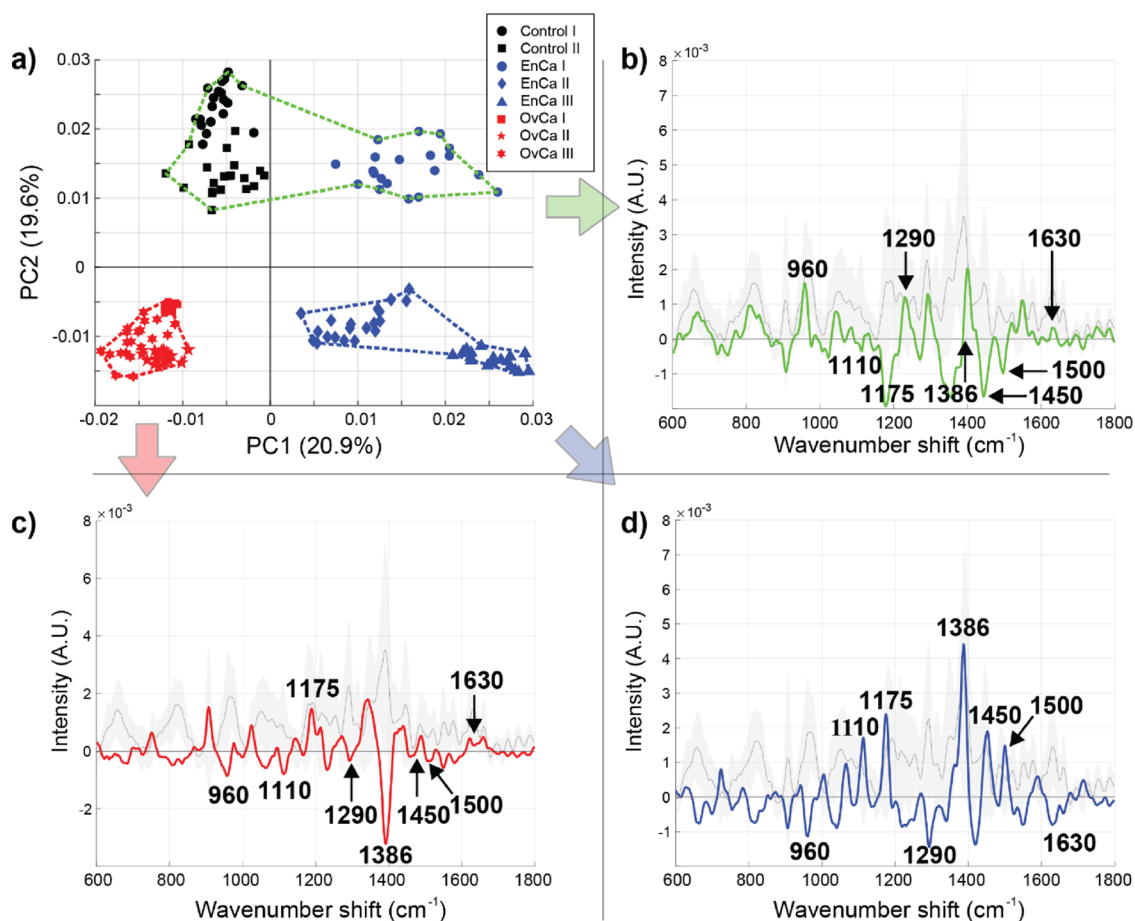 a)
Control I
Control II
EnCa I
EnCa II
EnCa III
OvCa I
OvCa II
OvCa III
0.03
0.02
0.01
0
-0.01
-0.02 -0.01 0 0.01 0.02 0.03
PC2 (19.6%)
PC1 (20.9%)
b)
×10⁻³
8
7
6
5
4
3
2
1
0
-1
Intensity (A.U.)
960
1290
1630
1110
1175
1386
1500
1450
600 800 1000 1200 1400 1600 1800
Wavenumber shift (cm⁻¹)
c)
×10⁻³
8
6
4
2
0
-2
Intensity (A.U.)
1175
1630
960
1110
1290
1450
1500
1386
600 800 1000 1200 1400 1600 1800
Wavenumber shift (cm⁻¹)
d)
×10⁻³
8
7
6
5
4
3
2
1
0
-1
Intensity (A.U.)
1386
1175
1110
1450
1500
960
1290
1630
600 800 1000 1200 1400 1600 1800
Wavenumber shift (cm⁻¹)